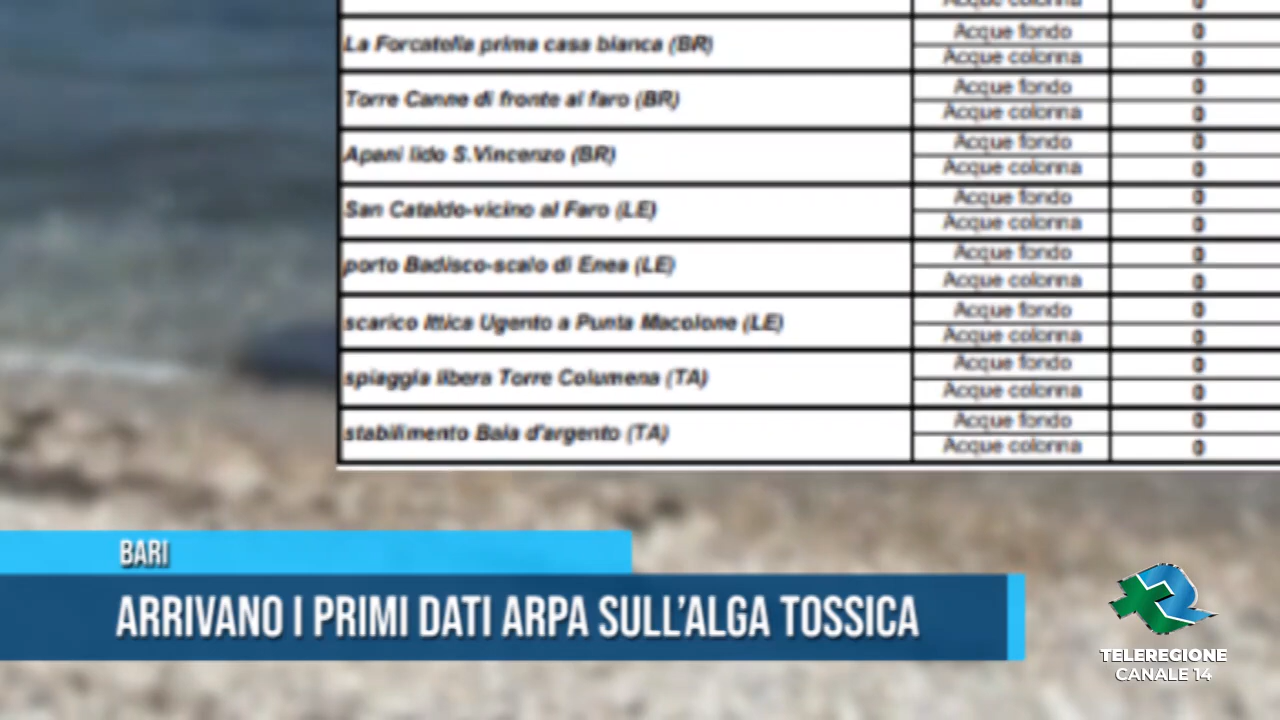 Acque colonna 0
La Forcatella prima casa bianca (BR) Acque fondo 0
Acque colonna 0
Torre Canne di fronte al faro (BR) Acque fondo 0
Acque colonna 0
Apani lido S.Vincenzo (BR) Acque fondo 0
Acque colonna 0
San Cataldo-vicino al Faro (LE) Acque fondo 0
Acque colonna 0
porto Badisco-scalo di Enea (LE) Acque fondo 0
Acque colonna 0
scarico Ittica Ugento a Punta Macolone (LE) Acque fondo 0
Acque colonna 0
spiaggia libera Torre Columena (TA) Acque fondo 0
Acque colonna 0
stabilimento Baia d'argento (TA) Acque fondo 0
Acque colonna 0
BARI
ARRIVANO I PRIMI DATI ARPA SULL'ALGA TOSSICA
TELEREGIONE
CANALE 14